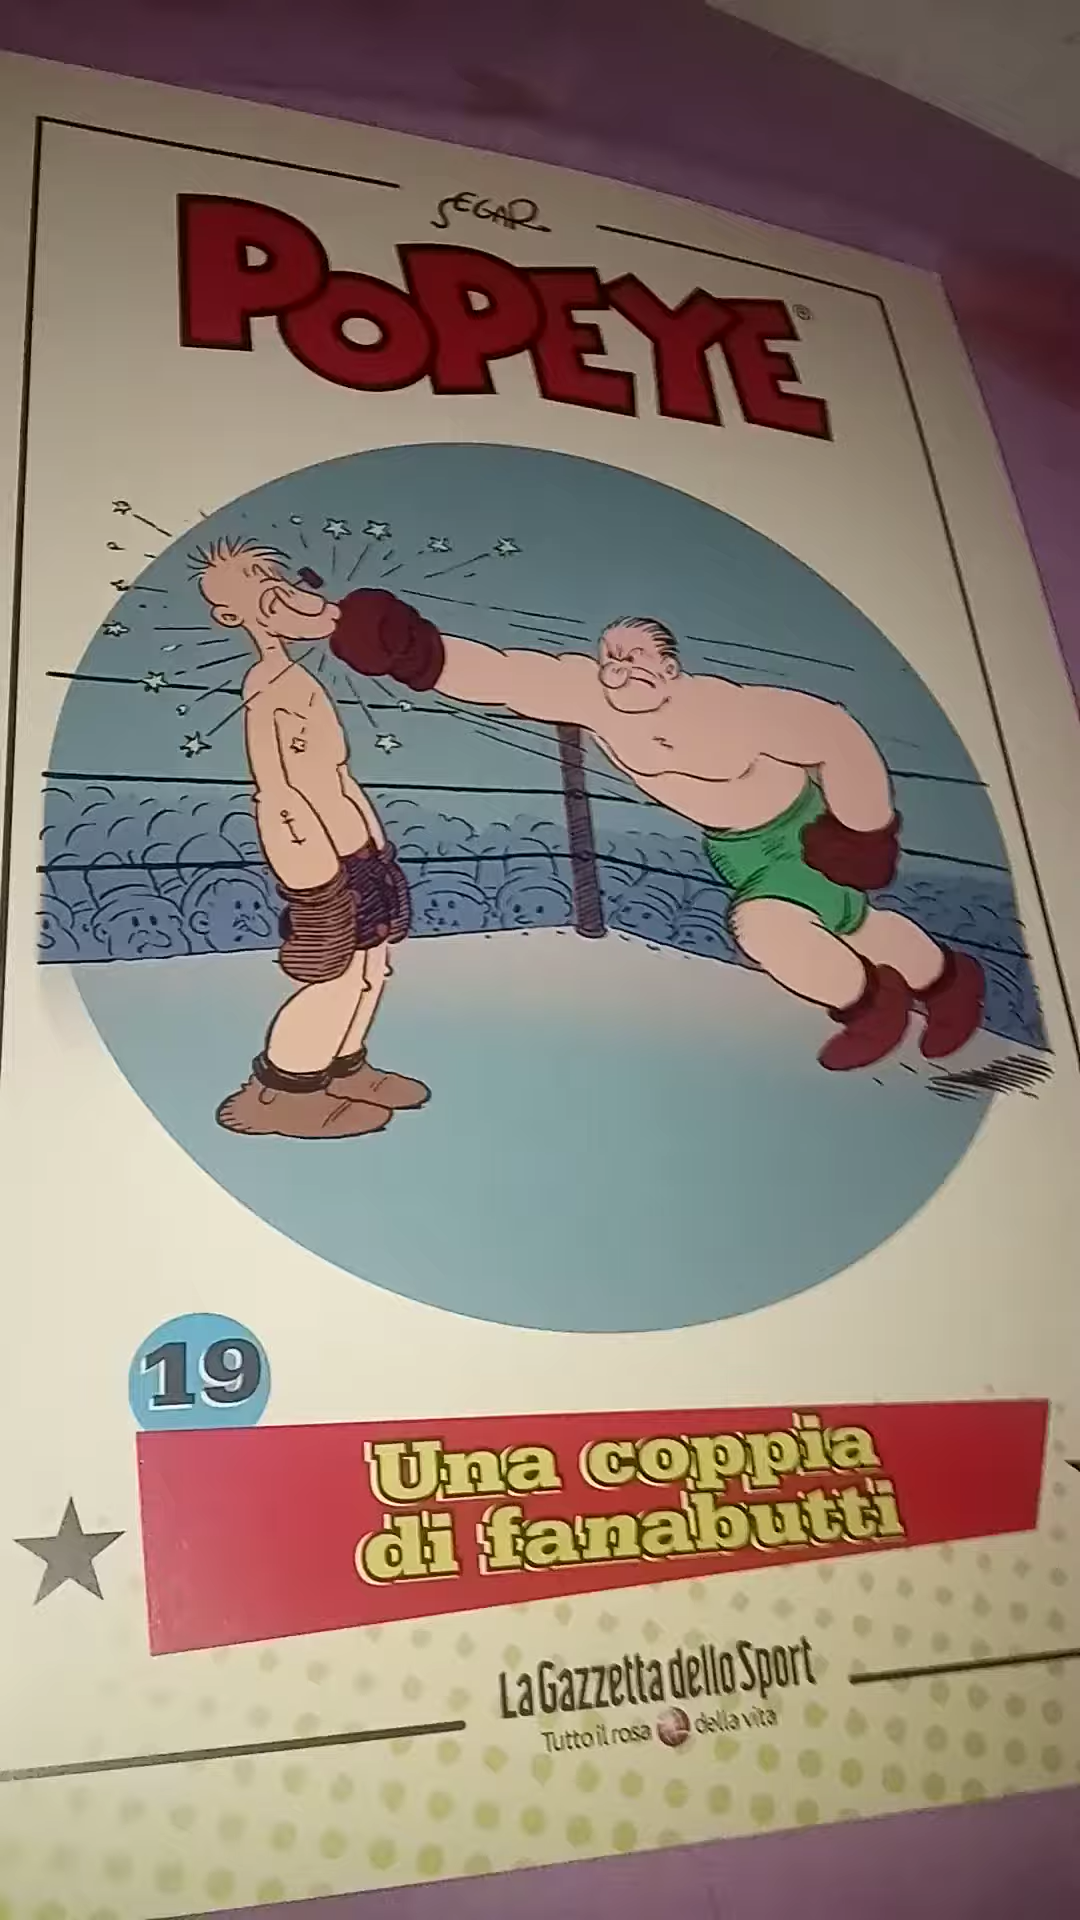 SEGAR
POPEYE®
19
Una coppia
di fanabutti
La Gazzetta dello Sport
Tutto il rosa della vita